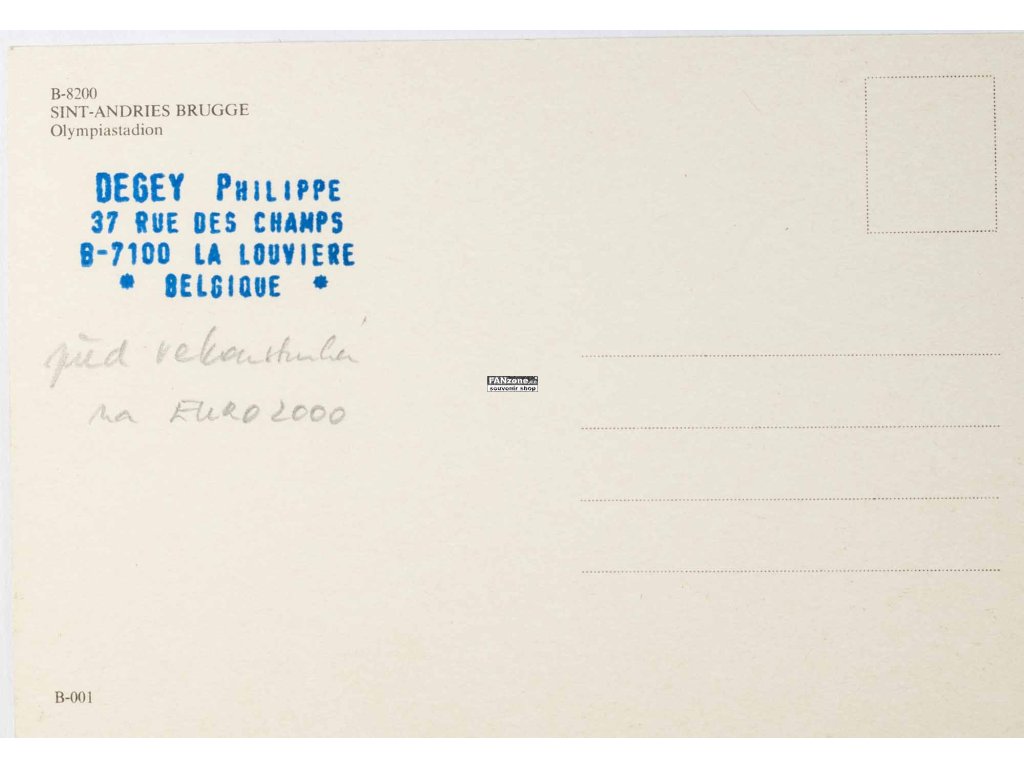 B-8200
SINT-ANDRIES BRUGGE
Olympiastadion
DEGEY PHILIPPE
37 RUE DES CHAMPS
B-7100 LA LOUVIERE
* BELGIQUE *
před rekonstrukcí
na EURO 2000
FANzone.cz
souvenir shop
B-001